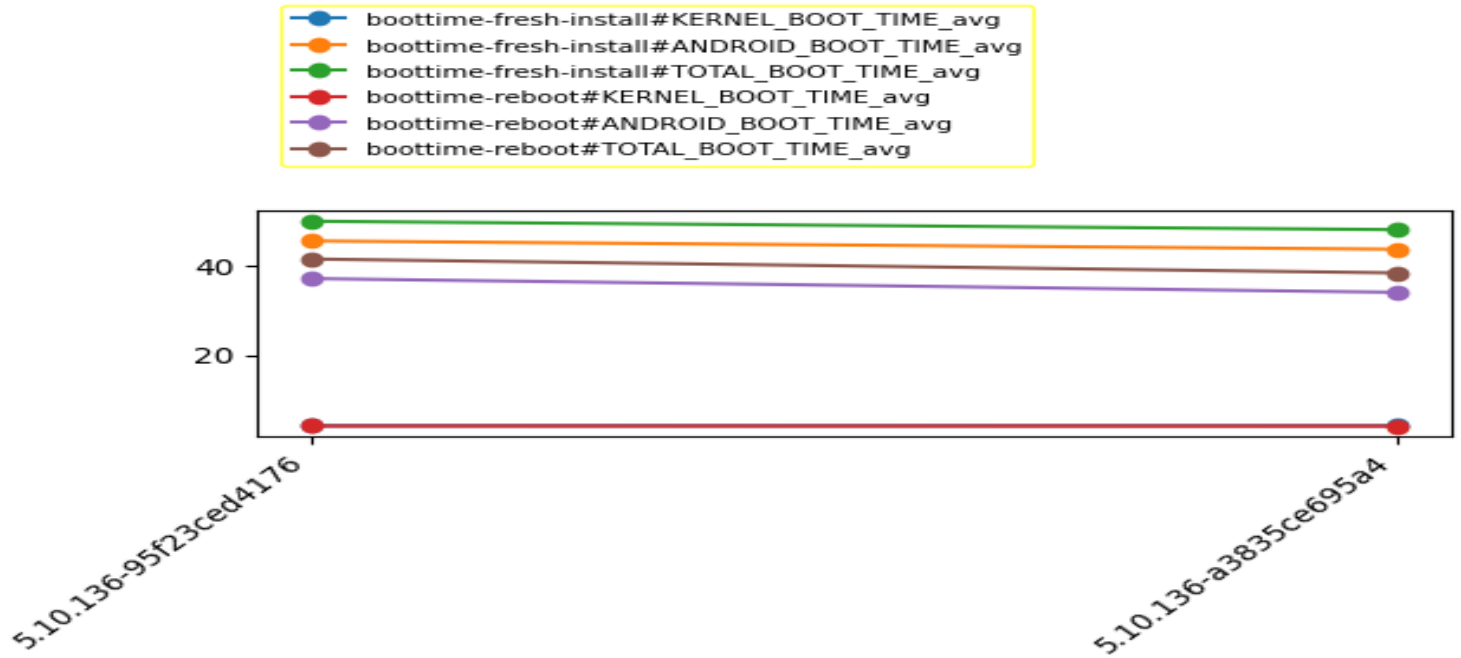 boottime-fresh-install#KERNEL_BOOT_TIME_avg
boottime-fresh-install#ANDROID_BOOT_TIME_avg
boottime-fresh-install#TOTAL_BOOT_TIME_avg
boottime-reboot#KERNEL_BOOT_TIME_avg
boottime-reboot#ANDROID_BOOT_TIME_avg
boottime-reboot#TOTAL_BOOT_TIME_avg
40
20
5.10.136-95f23ced4176
5.10.136-a3835ce695a4